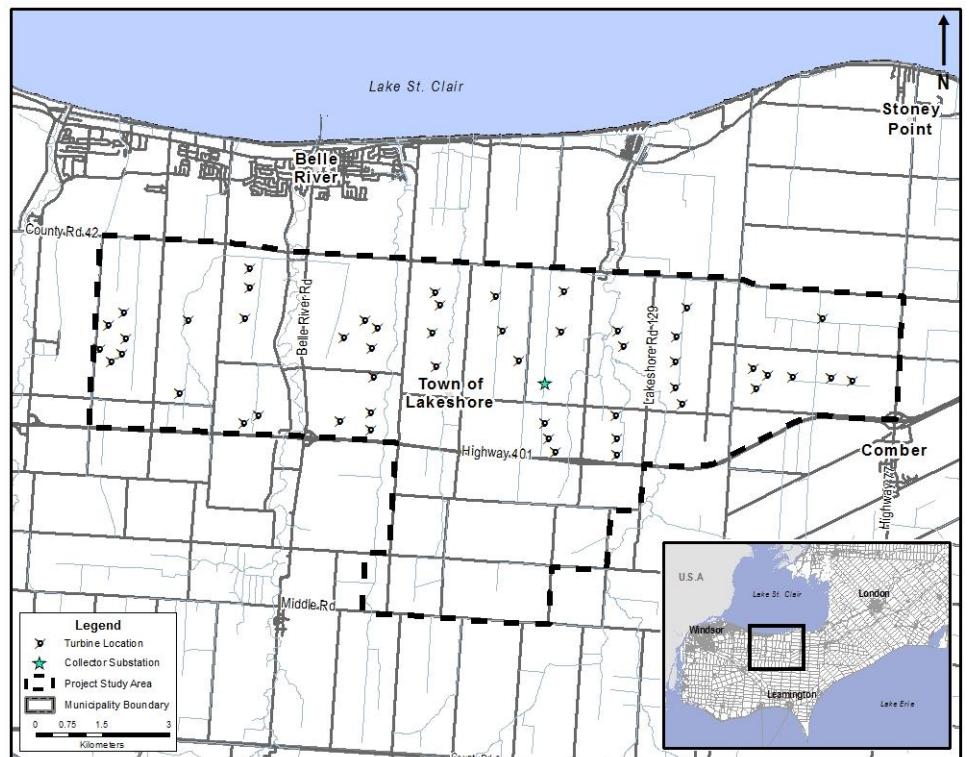 N
Lake St. Clair
Stoney
Point
Belle
River
County Rd 42
Belle River Rd
Lakeshore Rd 129
Town of
Lakeshore
Highway 401
Comber
Highway 77
Middle Rd
Legend
Turbine Location
Collector Substation
Project Study Area
Municipality Boundary
0 0.75 1.5 3
Kilometers
U.S.A
Lake St. Clair
London
Windsor
Leamington
Lake Erie